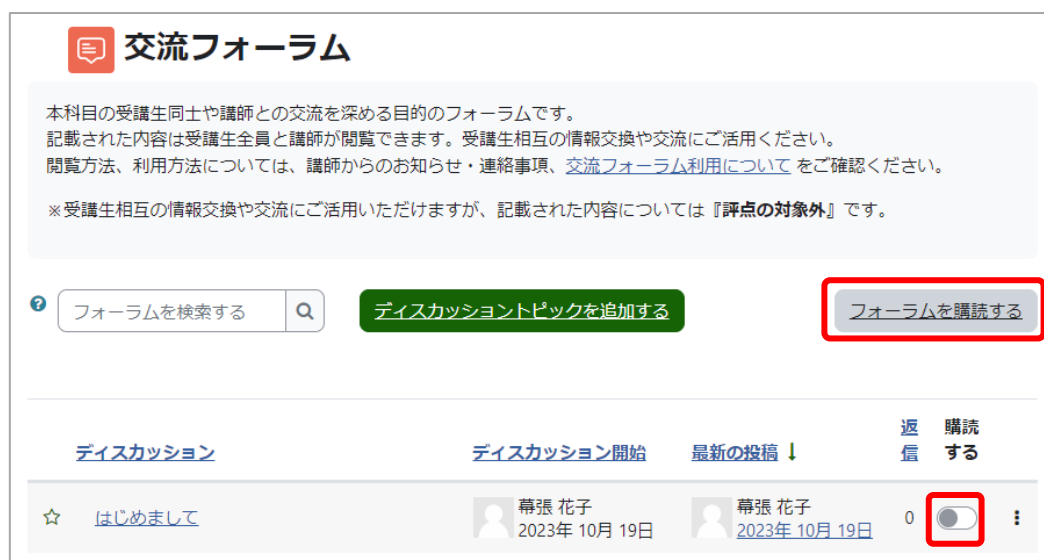 交流フォーラム
本科目の受講生同士や講師との交流を深める目的のフォーラムです。
記載された内容は受講生全員と講師が閲覧できます。受講生相互の情報交換や交流にご活用ください。
閲覧方法、利用方法については、講師からのお知らせ・連絡事項、交流フォーラム利用について をご確認ください。
※受講生相互の情報交換や交流にご活用いただけますが、記載された内容については『評点の対象外』です。
フォーラムを検索する ディスカッショントピックを追加する フォーラムを購読する
ディスカッション ディスカッション開始 最新の投稿 ↓ 返信 購読する
はじめまして 幕張 花子 幕張 花子 0
2023年 10月 19日 2023年 10月 19日